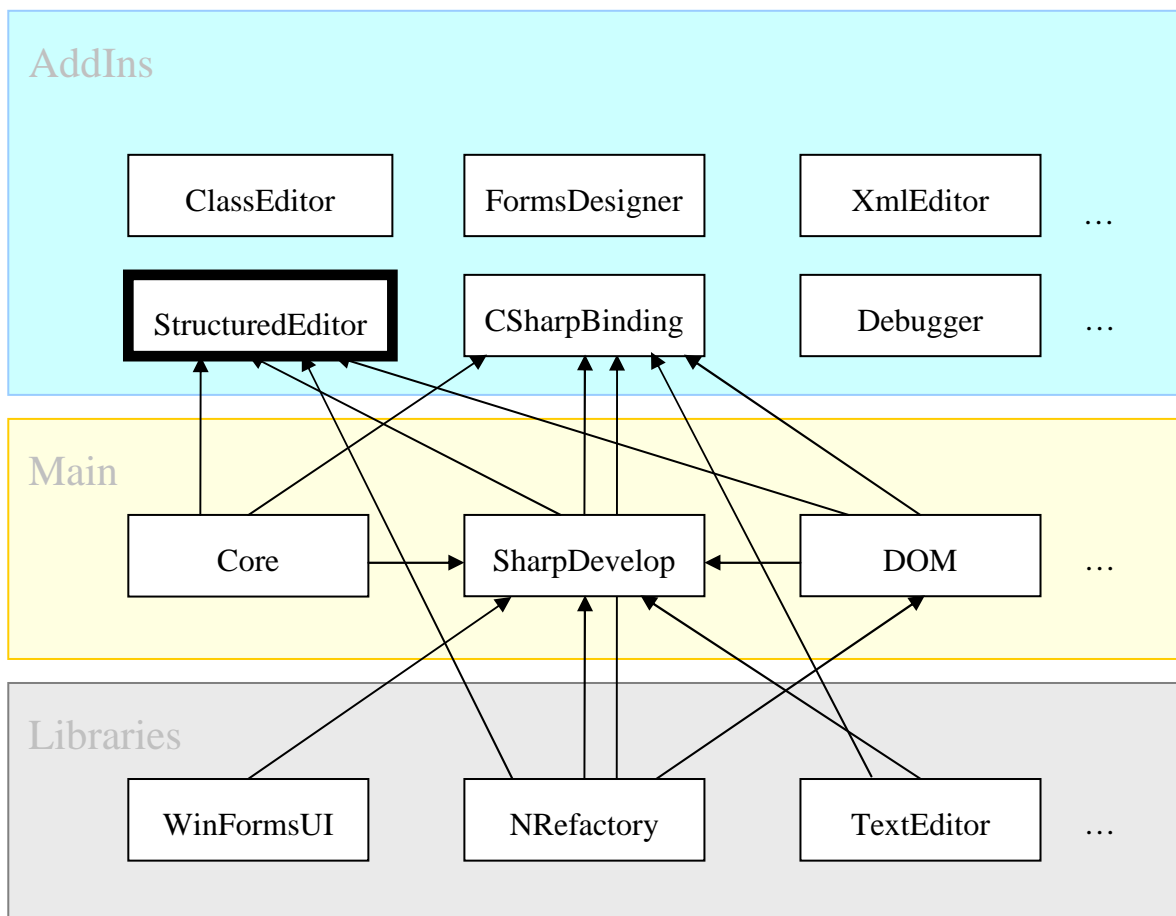 AddIns
ClassEditor FormsDesigner XmlEditor …
StructuredEditor CSharpBinding Debugger …
Main
Core SharpDevelop DOM …
Libraries
WinFormsUI NRefactory TextEditor …